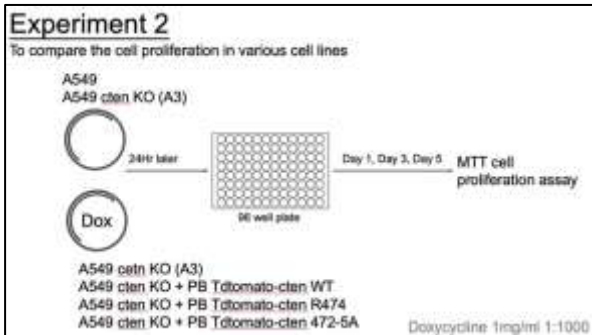 Experiment 2
To compare the cell proliferation in various cell lines
A549
A549 cten KO (A3)
24Hr later
Day 1, Day 3, Day 5
MTT cell
proliferation assay
96 well plate
Dox
A549 cetn KO (A3)
A549 cten KO + PB Tdtomato-cten WT
A549 cten KO + PB Tdtomato-cten R474
A549 cten KO + PB Tdtomato-cten 472-5A
Doxycycline 1mg/ml 1:1000